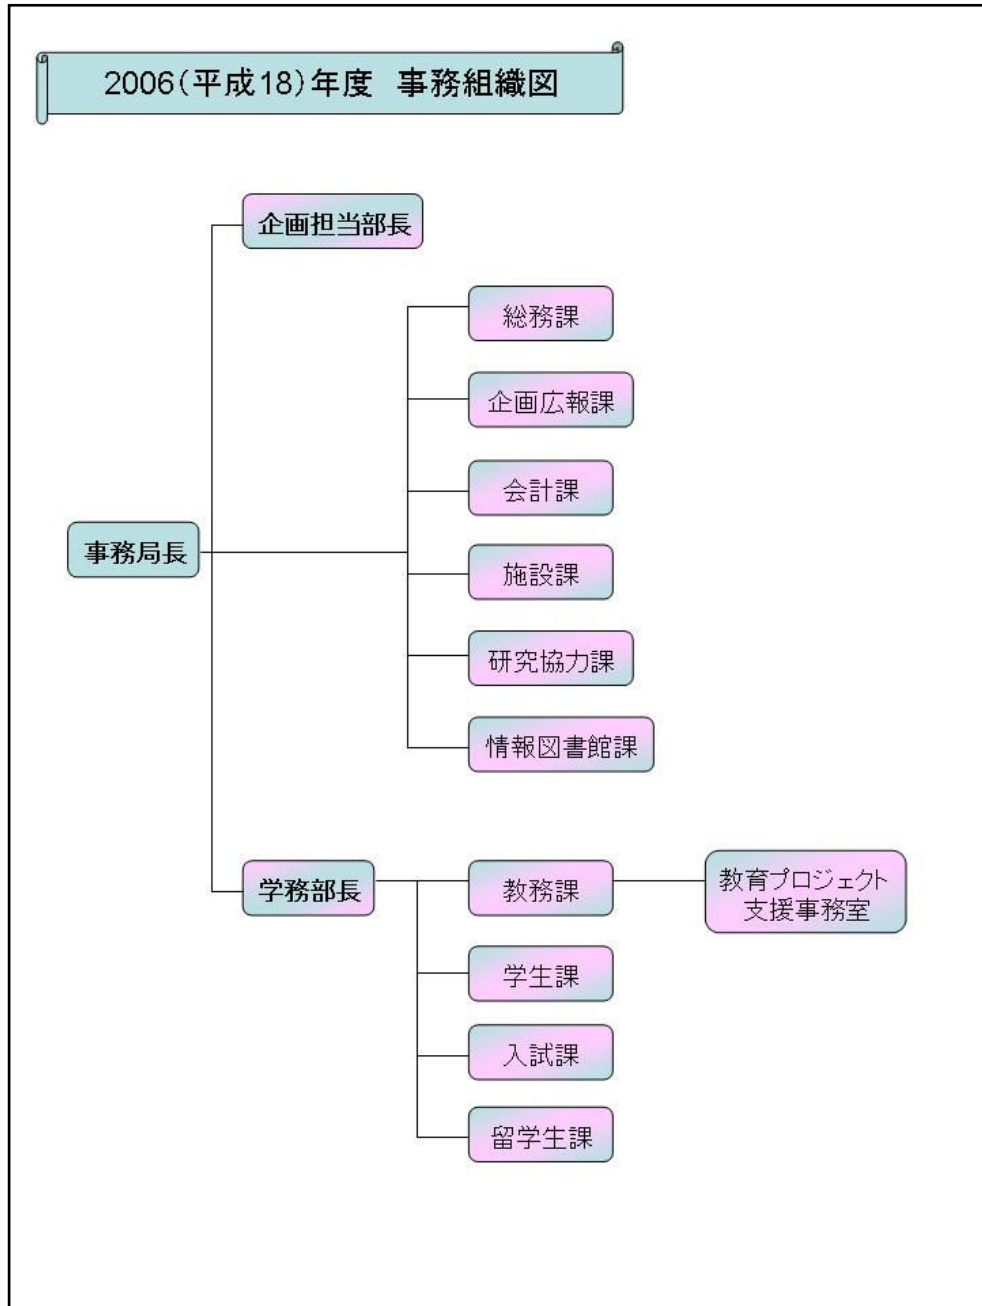 2006(平成18)年度 事務組織図
企画担当部長
総務課
企画広報課
会計課
事務局長
施設課
研究協力課
情報図書館課
学務部長
教務課
教育プロジェクト
支援事務室
学生課
入試課
留学生課